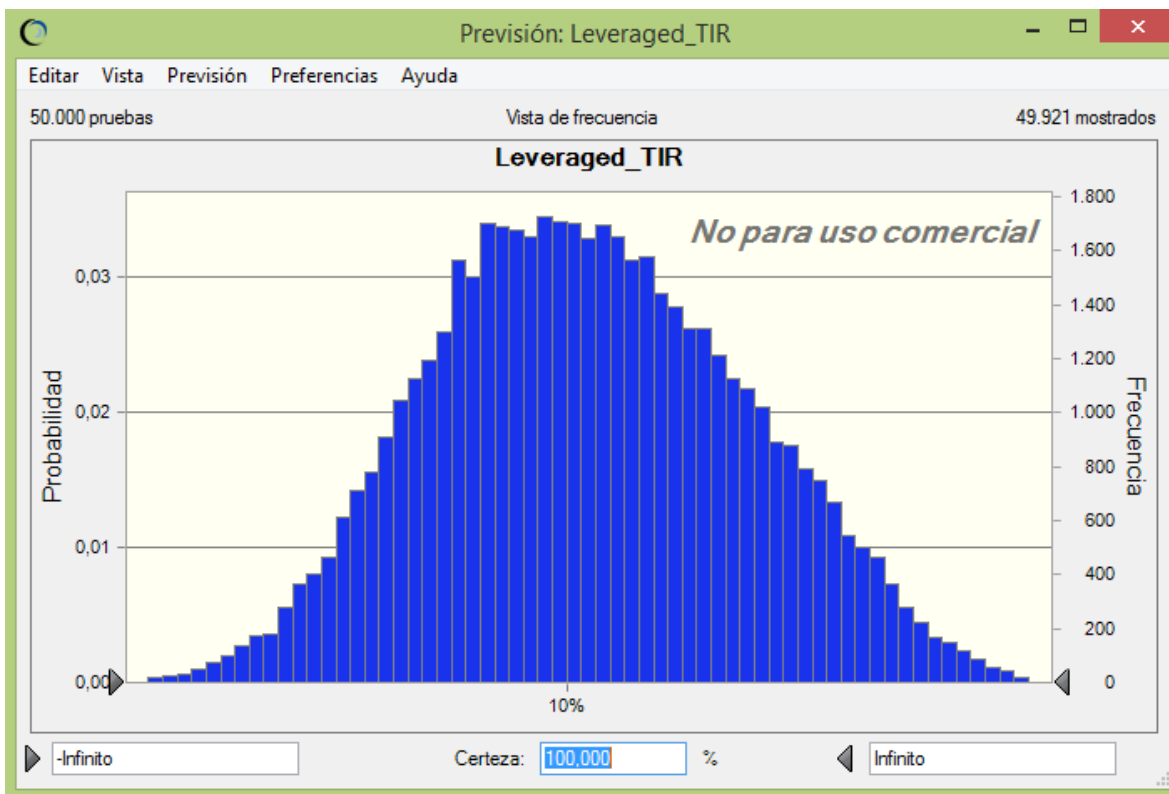 Previsión: Leveraged_TIR
Editar Vista Previsión Preferencias Ayuda
50.000 pruebas Vista de frecuencia 49.921 mostrados
Leveraged_TIR
No para uso comercial
Probabilidad
0,03
0,02
0,01
0,00
1.800
1.600
1.400
1.200
1.000
800
600
400
200
0
Frecuencia
10%
-Infinito Certeza: 100,000 % Infinito